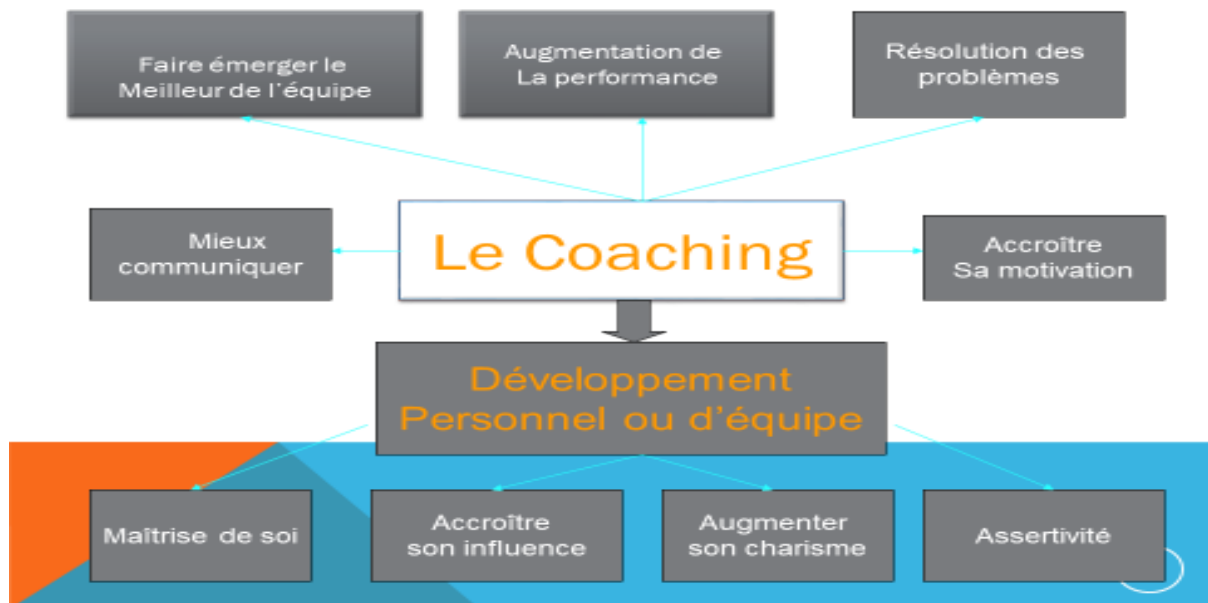 Faire émerger le
Meilleur de l'équipe
Augmentation de
La performance
Résolution des
problèmes
Mieux
communiquer
Le Coaching
Accroître
Sa motivation
Développement
Personnel ou d'équipe
Maîtrise de soi
Accroître
son influence
Augmenter
son charisme
Assertivité